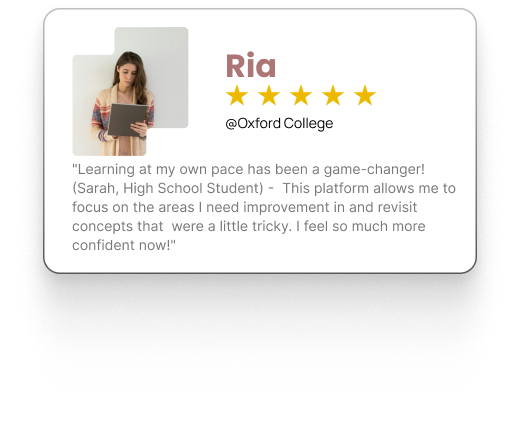 Ria
@Oxford College
"Learning at my own pace has been a game-changer!
(Sarah, High School Student) -  This platform allows me to
focus on the areas I need improvement in and revisit
concepts that  were a little tricky. I feel so much more
confident now!"